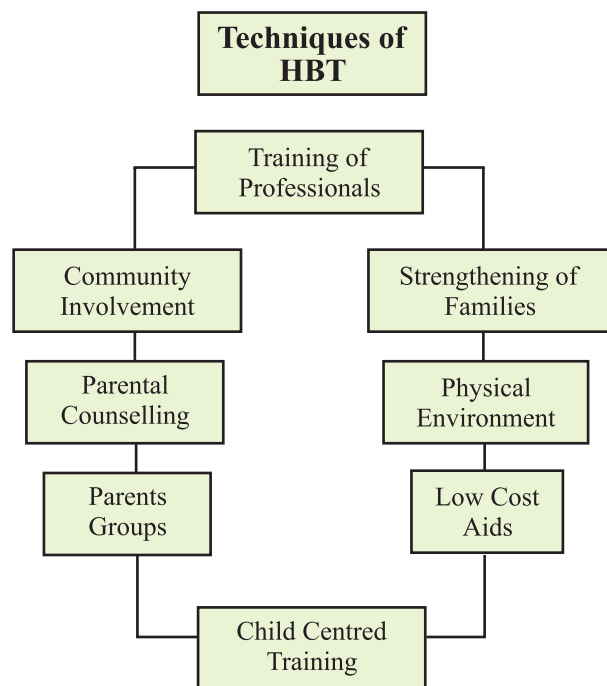 Techniques of
HBT
Training of
Professionals
Community
Involvement
Strengthening of
Families
Parental
Counselling
Physical
Environment
Parents
Groups
Low Cost
Aids
Child Centred
Training